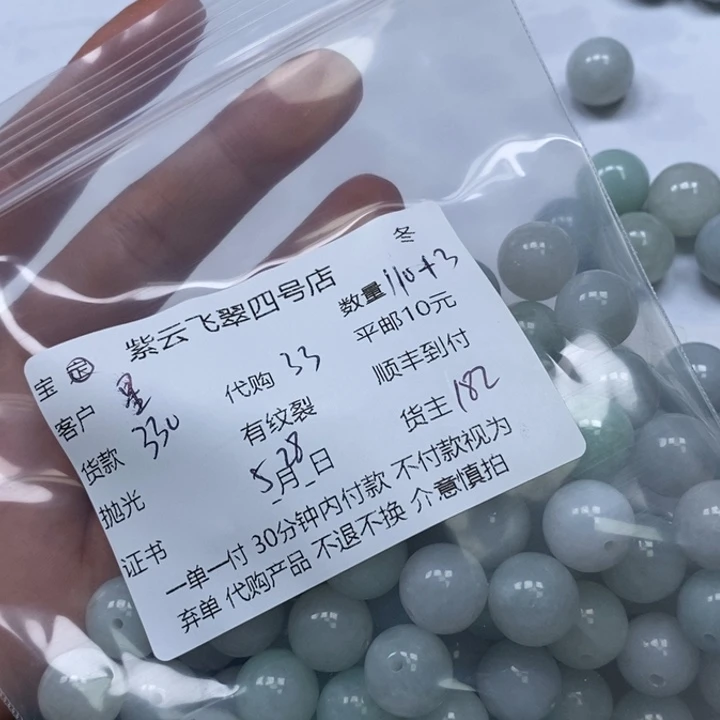 冬
紫云飞翠四号店
宝 定 数量 110+3
客户 星 代购 33 平邮10元
货款 330 有纹裂 顺丰到付
抛光 5月28日 货主 182
证书
一单一付 30分钟内付款 不付款视为
弃单 代购产品 不退不换 介意慎拍